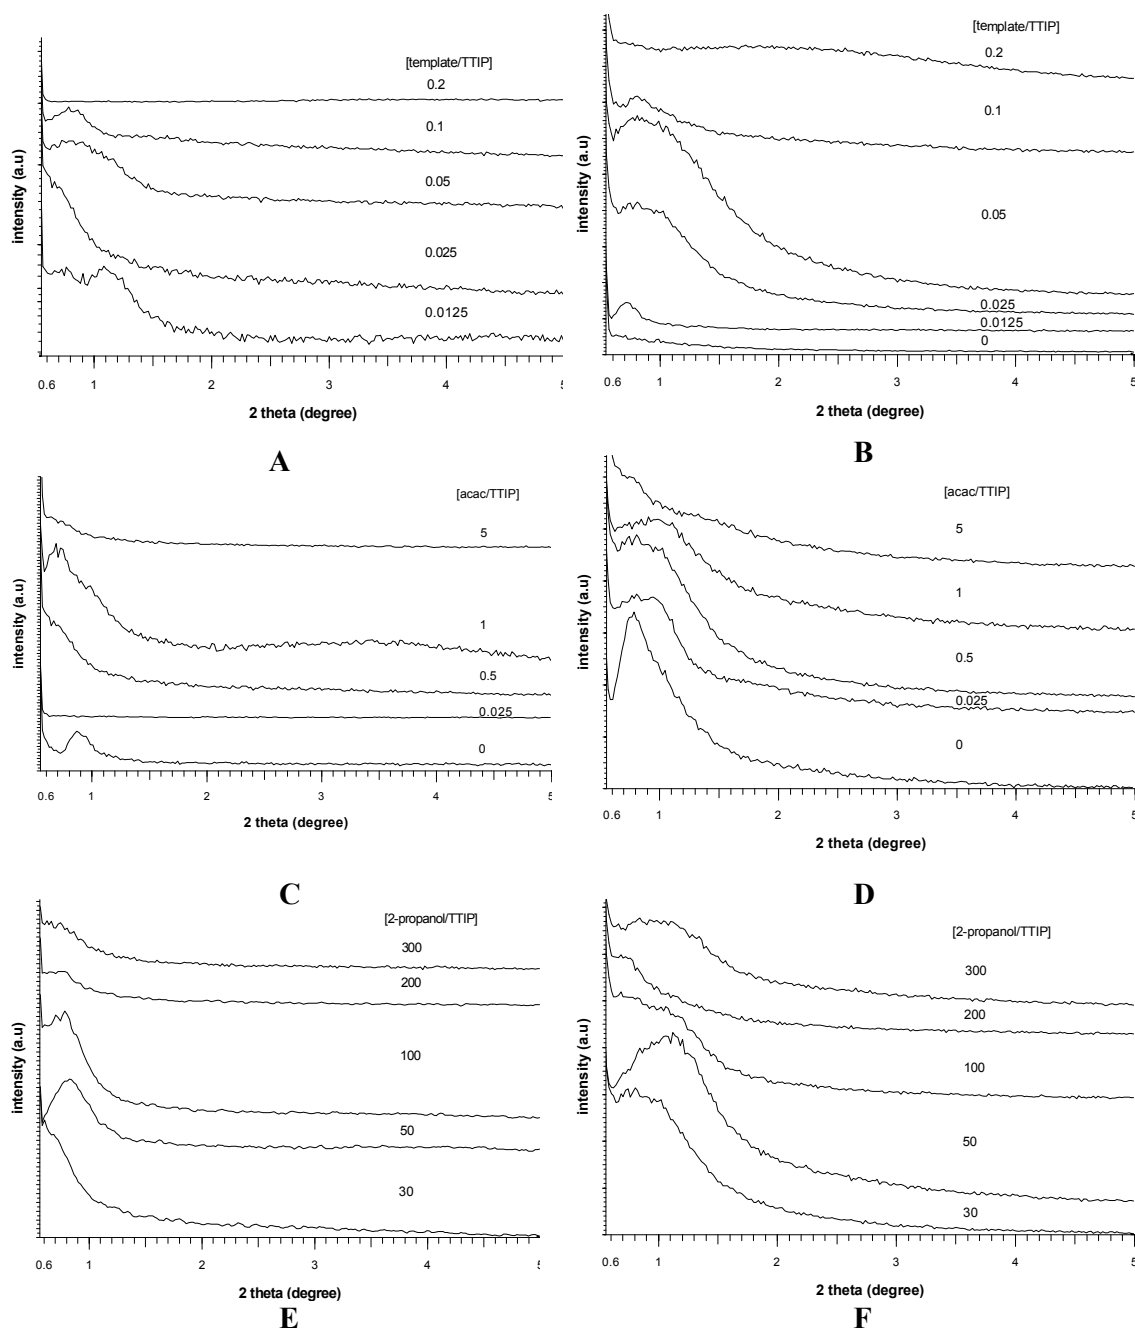 [template/TTIP]
0.2
0.1
0.05
0.025
0.0125
intensity (a.u)
0.6 1 2 3 4 5
2 theta (degree)
A
[template/TTIP]
0.2
0.1
0.05
0.025
0.0125
0
intensity (a.u)
0.6 1 2 3 4 5
2 theta (degree)
B
[acac/TTIP]
5
1
0.5
0.025
0
intensity (a.u)
0.6 1 2 3 4 5
2 theta (degree)
C
[acac/TTIP]
5
1
0.5
0.025
0
intensity (a.u)
0.6 1 2 3 4 5
2 theta (degree)
D
[2-propanol/TTIP]
300
200
100
50
30
intensity (a.u)
0.6 1 2 3 4 5
2 theta (degree)
E
[2-propanol/TTIP]
300
200
100
50
30
intensity (a.u)
0.6 1 2 3 4 5
2 theta (degree)
F